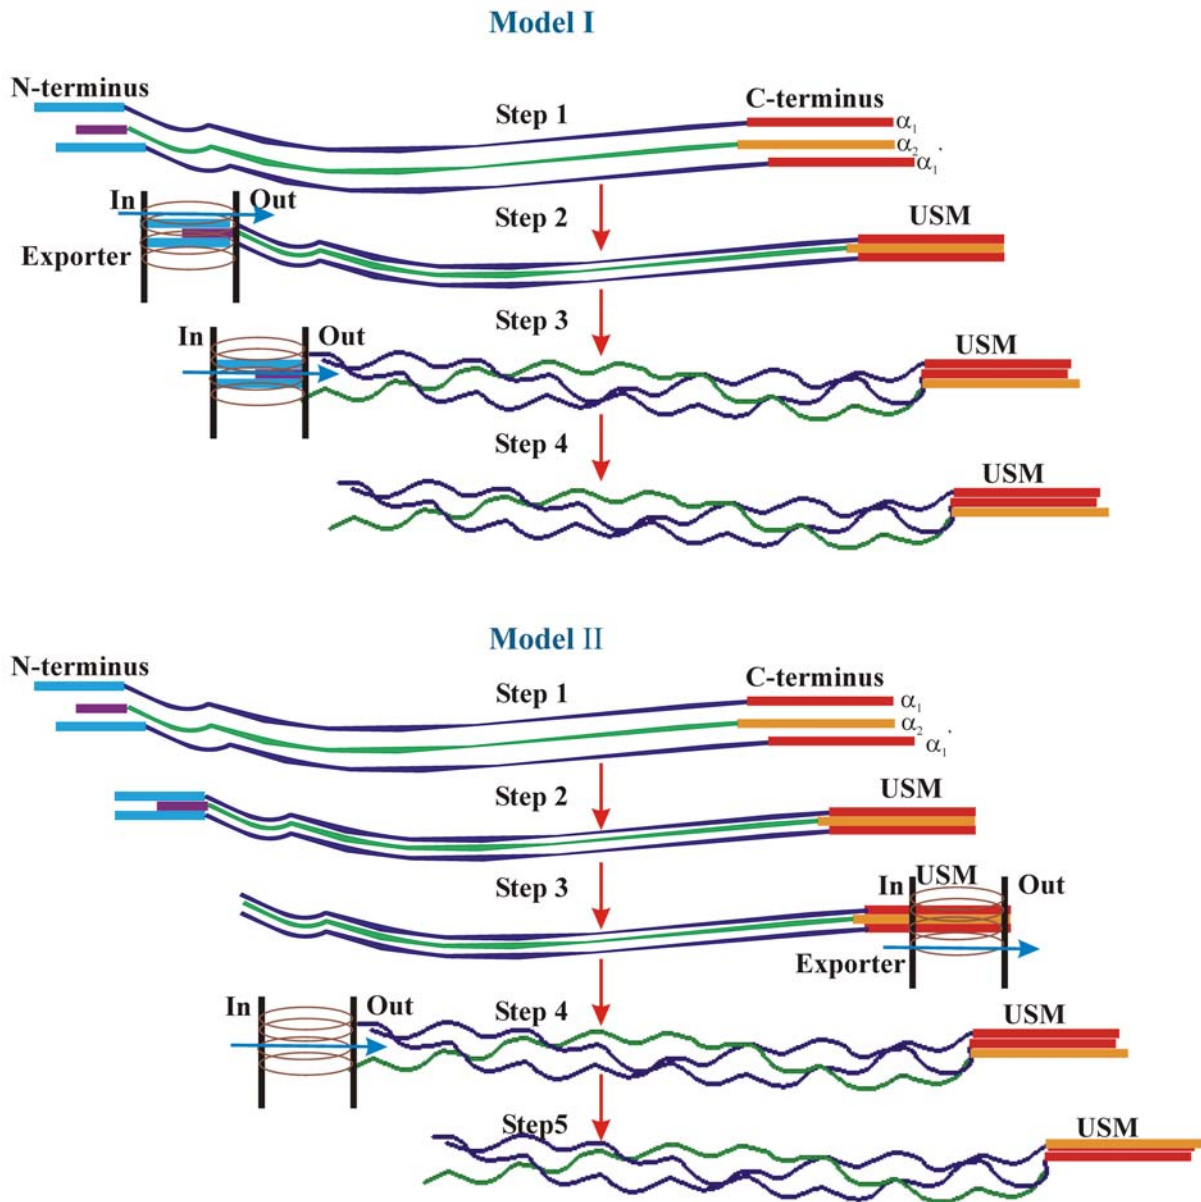 Model I
N-terminus
Step 1
C-terminus
α₁
α₂
α₁'
In
Out
Step 2
USM
Exporter
In
Out
Step 3
USM
Step 4
USM
Model II
N-terminus
Step 1
C-terminus
α₁
α₂
α₁'
Step 2
USM
Step 3
In
USM
Out
Exporter
In
Out
Step 4
USM
Step5
USM